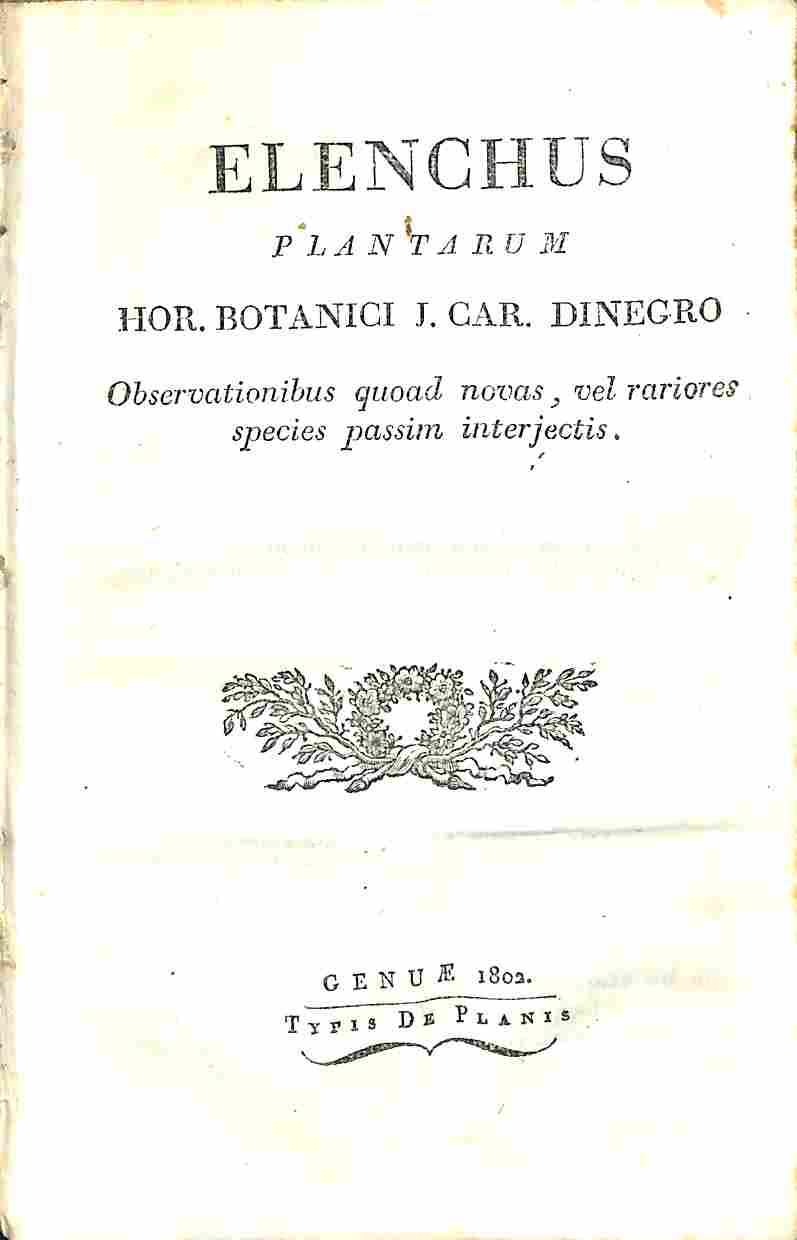 ELENCHUS
PLANTARUM
HOR. BOTANICI J. CAR. DINEGRO
Observationibus quoad novas, vel rariores
species passim interjectis.
GENUÆ 1802.
TYPIS DE PLANIS